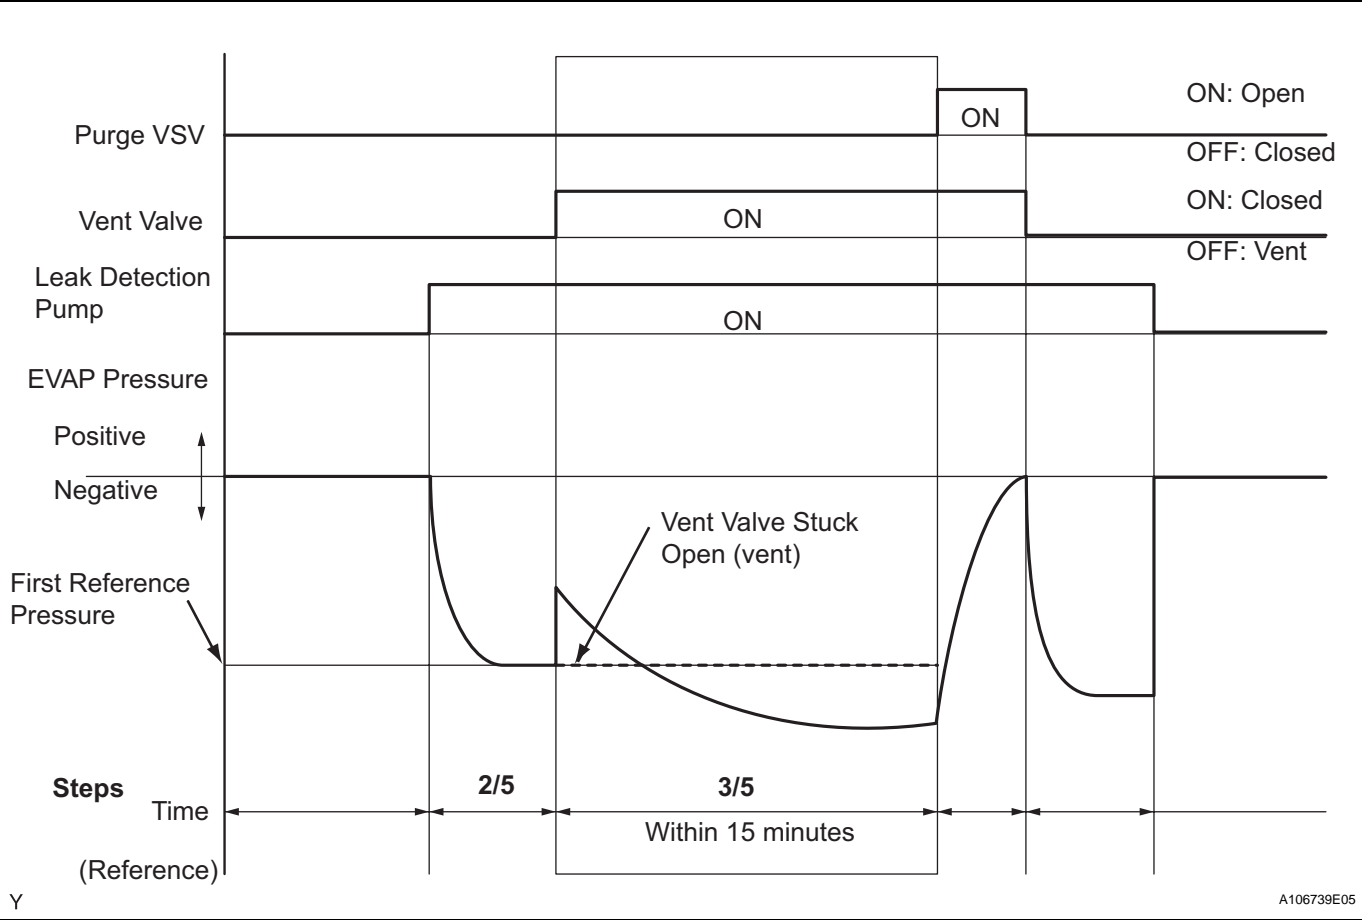 ON: Open
ON
Purge VSV
OFF: Closed
ON: Closed
Vent Valve
ON
OFF: Vent
Leak Detection
Pump
ON
EVAP Pressure
Positive
Negative
Vent Valve Stuck
Open (vent)
First Reference
Pressure
Steps
2/5
3/5
Time
Within 15 minutes
(Reference)
Y
A106739E05